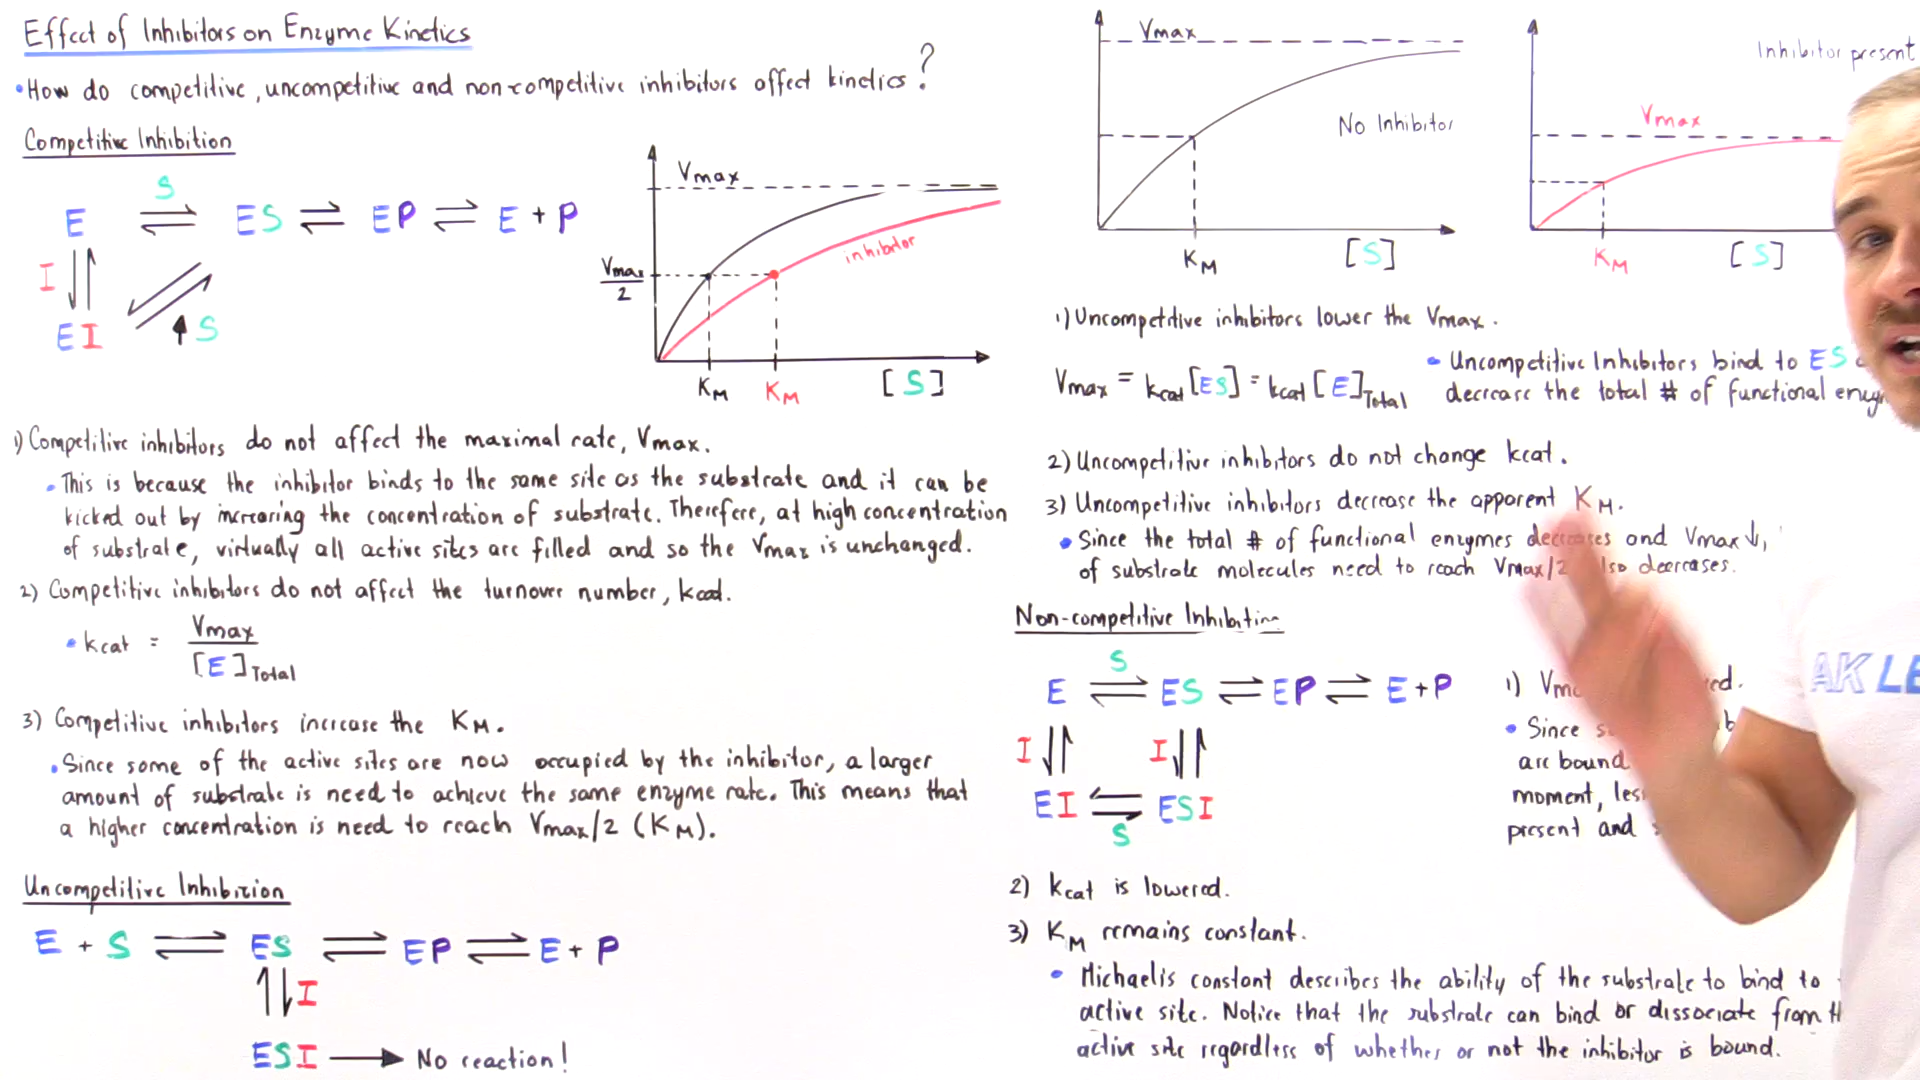 Effect of Inhibitors on Enzyme Kinetics
• How do competitive, uncompetitive and non-competitive inhibitors affect kinetics?
Competitive Inhibition
S
E ⇌ ES ⇌ EP ⇌ E + P
I
EI
S
Vmax
inhibitor
Vmax
2
KM
KM
[S]
1) Competitive inhibitors do not affect the maximal rate, Vmax.
• This is because the inhibitor binds to the same site as the substrate and it can be
kicked out by increasing the concentration of substrate. Therefore, at high concentration
of substrate, virtually all active sites are filled and so the Vmax is unchanged.
2) Competitive inhibitors do not affect the turnover number, kcat.
• kcat = Vmax
[E]Total
3) Competitive inhibitors increase the KM.
• Since some of the active sites are now occupied by the inhibitor, a larger
amount of substrate is need to achieve the same enzyme rate. This means that
a higher concentration is need to reach Vmax/2 (KM).
Uncompetitive Inhibition
E + S ⇌ ES ⇌ EP ⇌ E + P
I
ESI → No reaction!
Vmax
No Inhibitor
KM
[S]
Inhibitor present
Vmax
KM
[S]
1) Uncompetitive inhibitors lower the Vmax.
Vmax = kcat[ES] = kcat[E]Total
• Uncompetitive Inhibitors bind to ES
decrease the total # of functional
2) Uncompetitive inhibitors do not change kcat.
3) Uncompetitive inhibitors decrease the apparent KM.
• Since the total # of functional enzymes decreases and Vmax↓,
of substrate molecules need to reach Vmax/2 also decreases.
Non-competitive Inhibition
S
E ⇌ ES ⇌ EP ⇌ E + P
I I
EI ⇌ ESI
S
1)
• Since
are bound
moment,
present and
2) kcat is lowered.
3) KM remains constant.
• Michaelis constant describes the ability of the substrate to bind to
active site. Notice that the substrate can bind or dissociate from
active site regardless of whether or not the inhibitor is bound.
AK LE